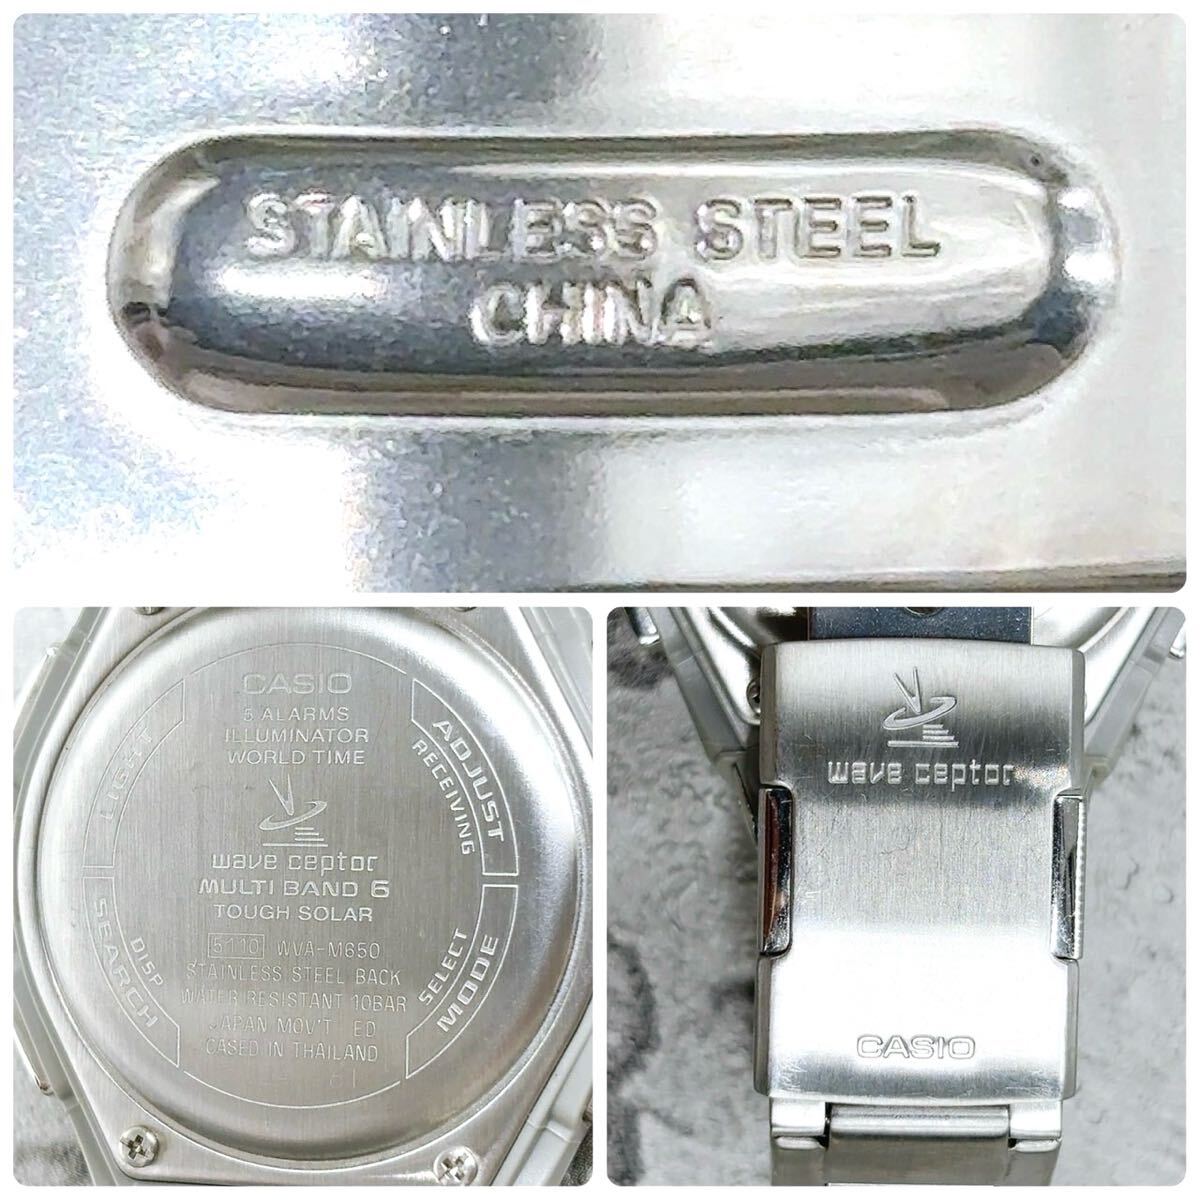 STAINLESS STEEL
CHINA
CASIO
5 ALARMS
ILLUMINATOR
WORLD TIME
wave ceptor
MULTI BAND 6
TOUGH SOLAR
5110 WVA-M650
STAINLESS STEEL BACK
WATER RESISTANT 10BAR
JAPAN MOV'T ED
CASED IN THAILAND
LIGHT
ADJUST
RECEIVING
DISP
SEARCH
SELECT
MODE
wave ceptor
CASIO